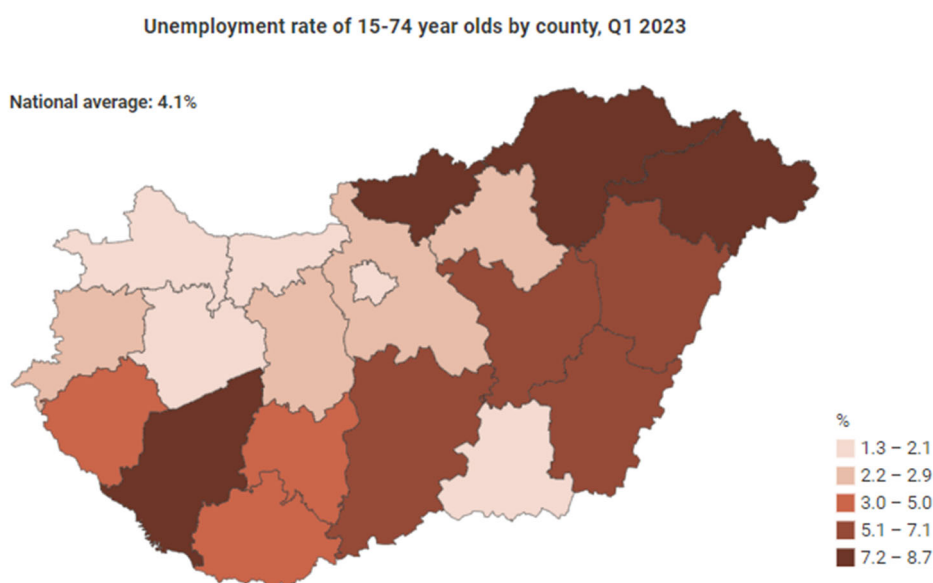 Unemployment rate of 15-74 year olds by county, Q1 2023
National average: 4.1%
%
1.3 – 2.1
2.2 – 2.9
3.0 – 5.0
5.1 – 7.1
7.2 – 8.7